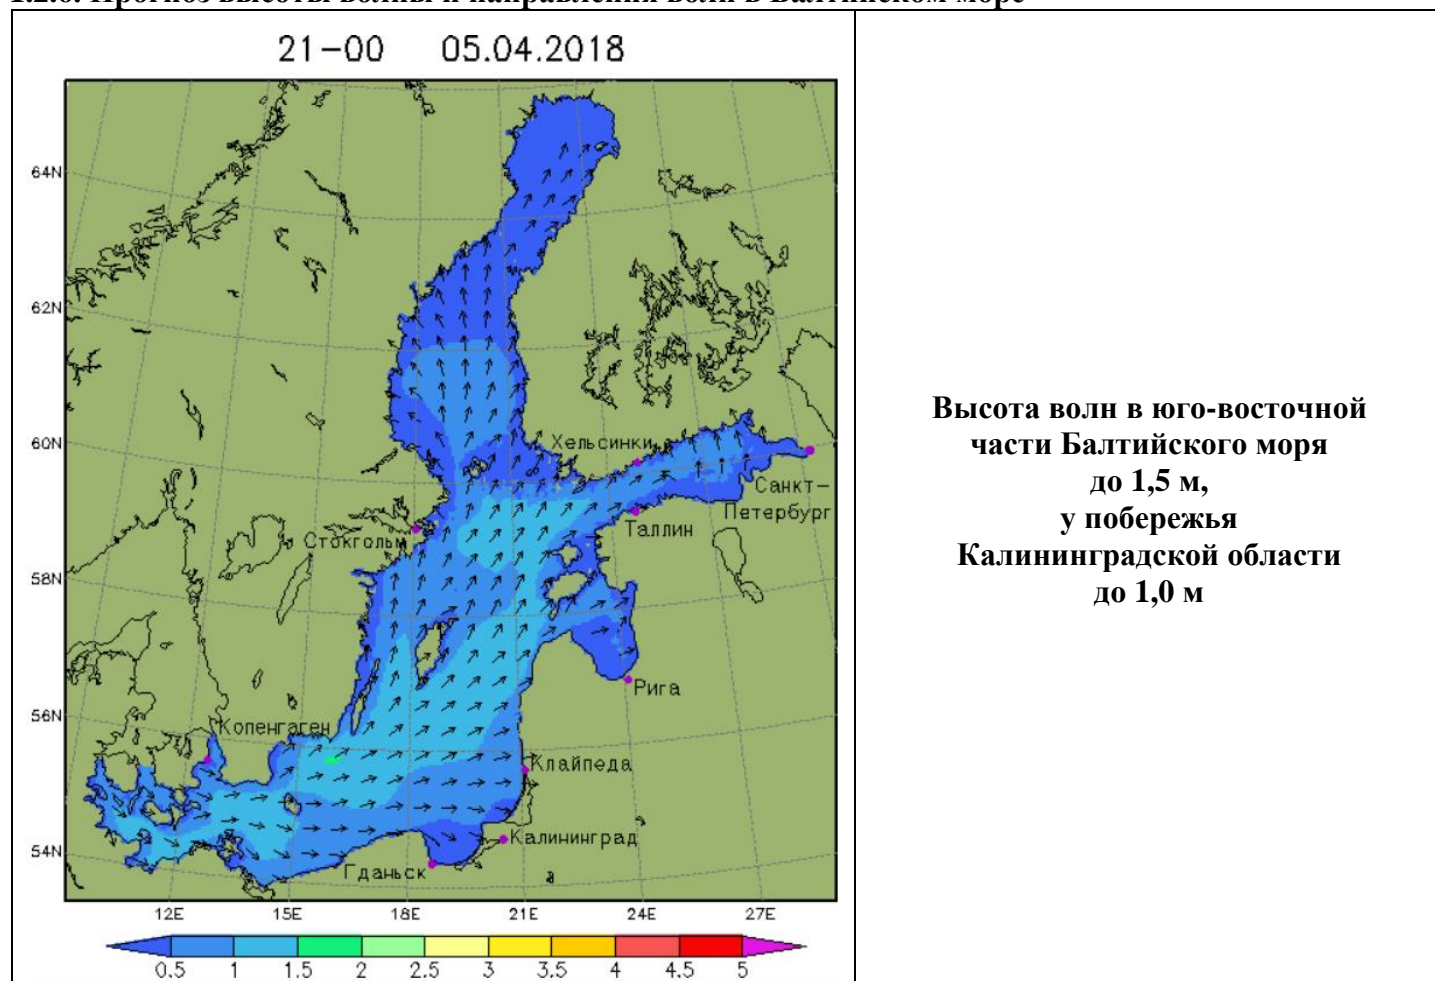 1.2.6. Прогноз высоты волны и направления волн в Балтийском море
21-00 05.04.2018
64N
62N
60N
58N
56N
54N
Хельсинки
Санкт-
Петербург
Таллин
Стокгольм
Рига
Копенгаген
Клайпеда
Калининград
Гданьск
12E 15E 18E 21E 24E 27E
0.5 1 1.5 2 2.5 3 3.5 4 4.5 5
Высота волн в юго-восточной
части Балтийского моря
до 1,5 м,
у побережья
Калининградской области
до 1,0 м